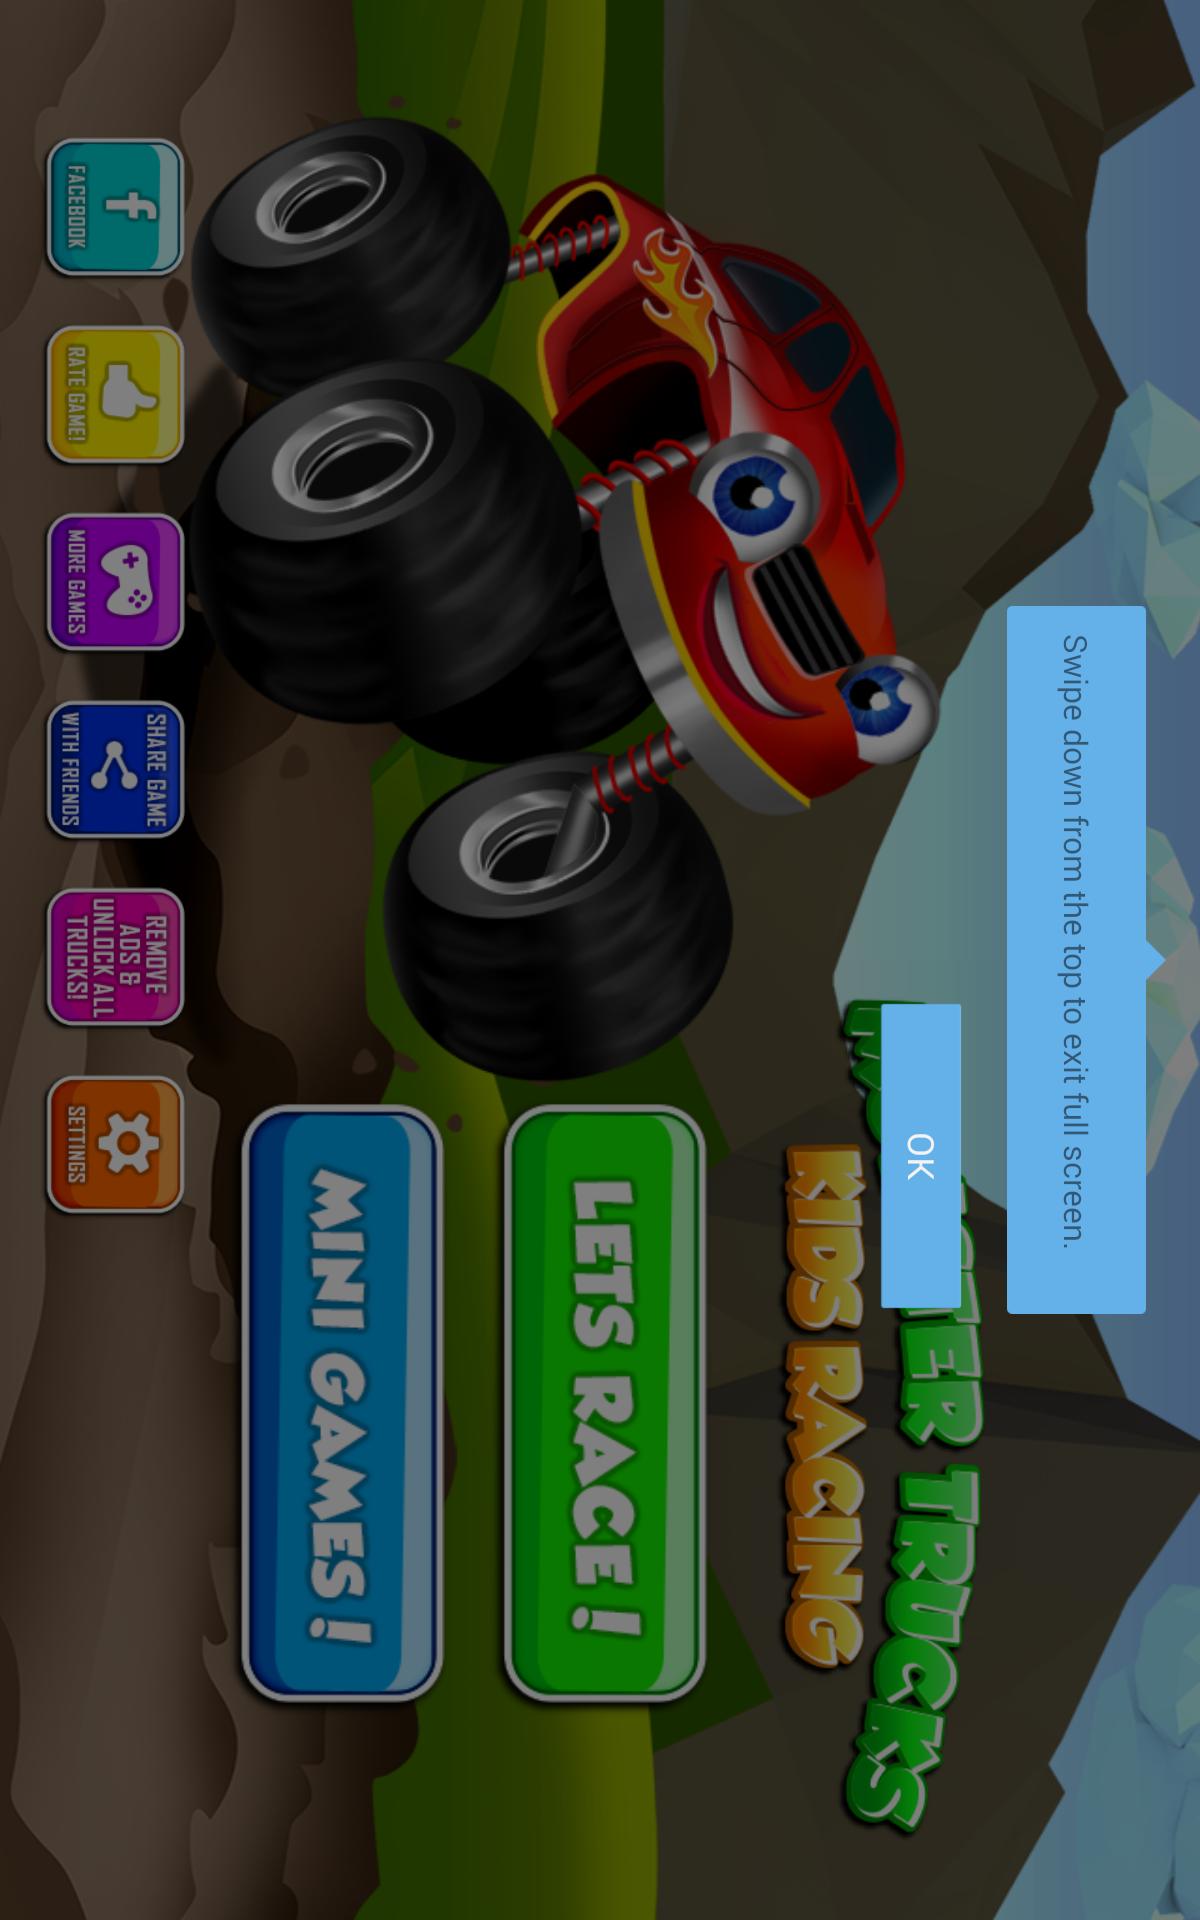 Swipe down from the top to exit full screen.
OK
TRUCKS
KIDS RACING
LETS RACE !
MINI GAMES !
FACEBOOK
RATE GAME!
MORE GAMES
SHARE GAME
WITH FRIENDS
REMOVE
ADS &
UNLOCK ALL
TRUCKS!
SETTINGS